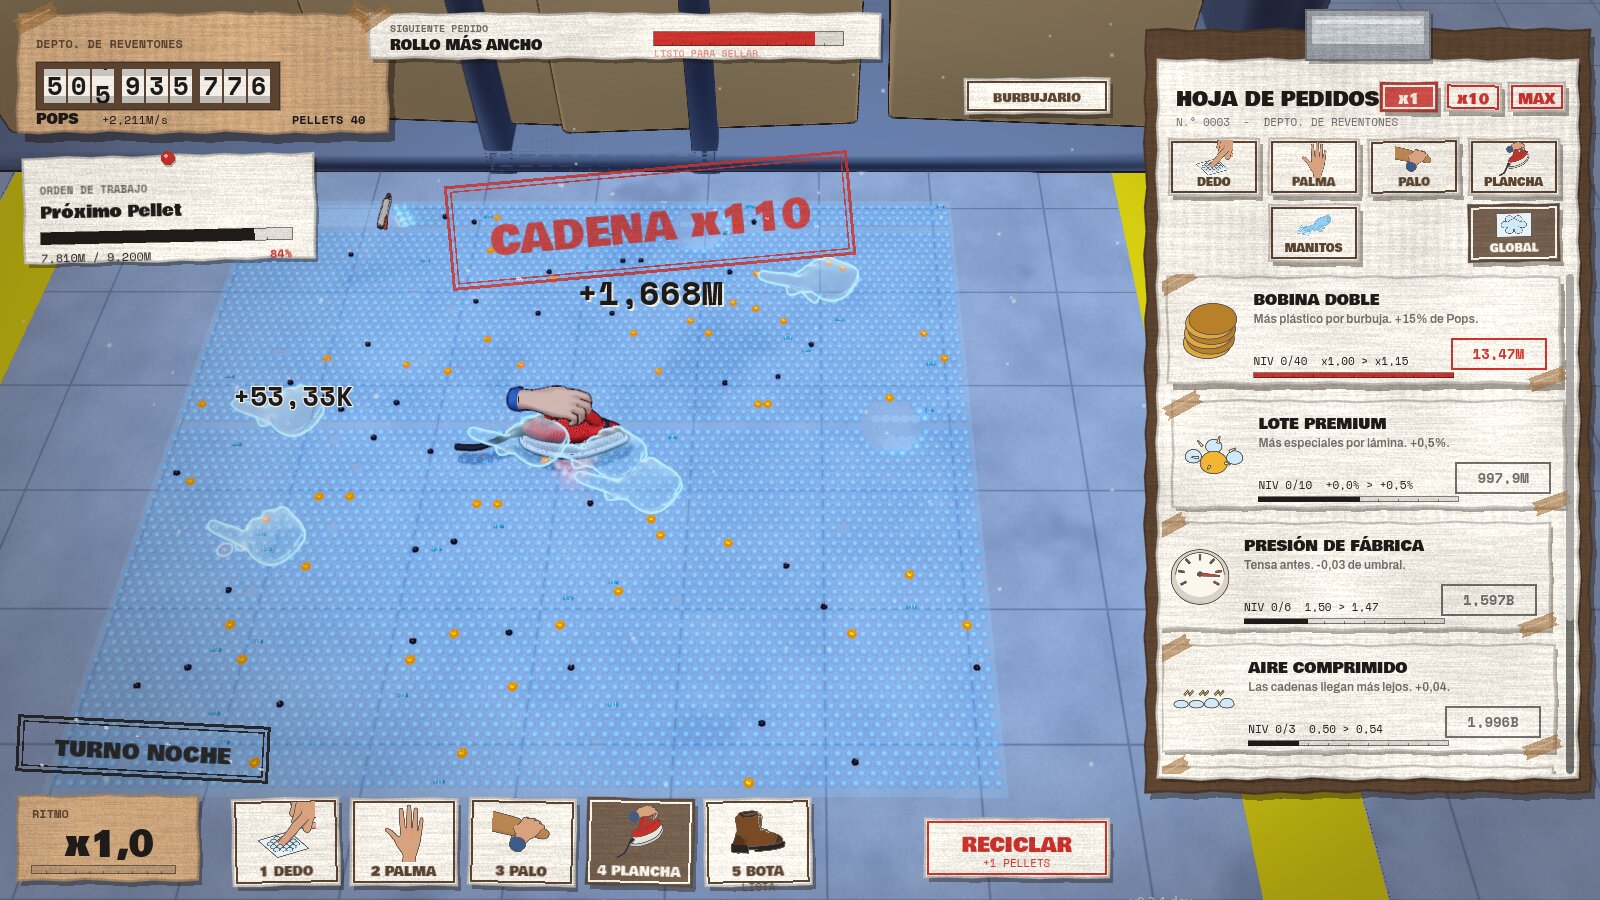 DEPTO. DE REVENTONES
50 5 935 776
POPS +2,211M/s PELLETS 40
SIGUIENTE PEDIDO
ROLLO MÁS ANCHO
LISTO PARA SELLAR
BURBUJARIO
ORDEN DE TRABAJO
Próximo Pellet
7,810M / 9,200M 84%
CADENA x110
+1,668M
+53,33K
TURNO NOCHE
RITMO
x1,0
1 DEDO
2 PALMA
3 PALO
4 PLANCHA
5 BOTA
LISTA
RECICLAR
+1 PELLETS
HOJA DE PEDIDOS x1 x10 MAX
N.° 0003 - DEPTO. DE REVENTONES
DEDO
PALMA
PALO
PLANCHA
MANITOS
GLOBAL
BOBINA DOBLE
Más plástico por burbuja. +15% de Pops.
NIV 0/40 x1,00 > x1,15
13,47M
LOTE PREMIUM
Más especiales por lámina. +0,5%.
NIV 0/10 +0,0% > +0,5%
997,9M
PRESIÓN DE FÁBRICA
Tensa antes. -0,03 de umbral.
NIV 0/6 1,50 > 1,47
1,597B
AIRE COMPRIMIDO
Las cadenas llegan más lejos. +0,04.
NIV 0/3 0,50 > 0,54
1,996B